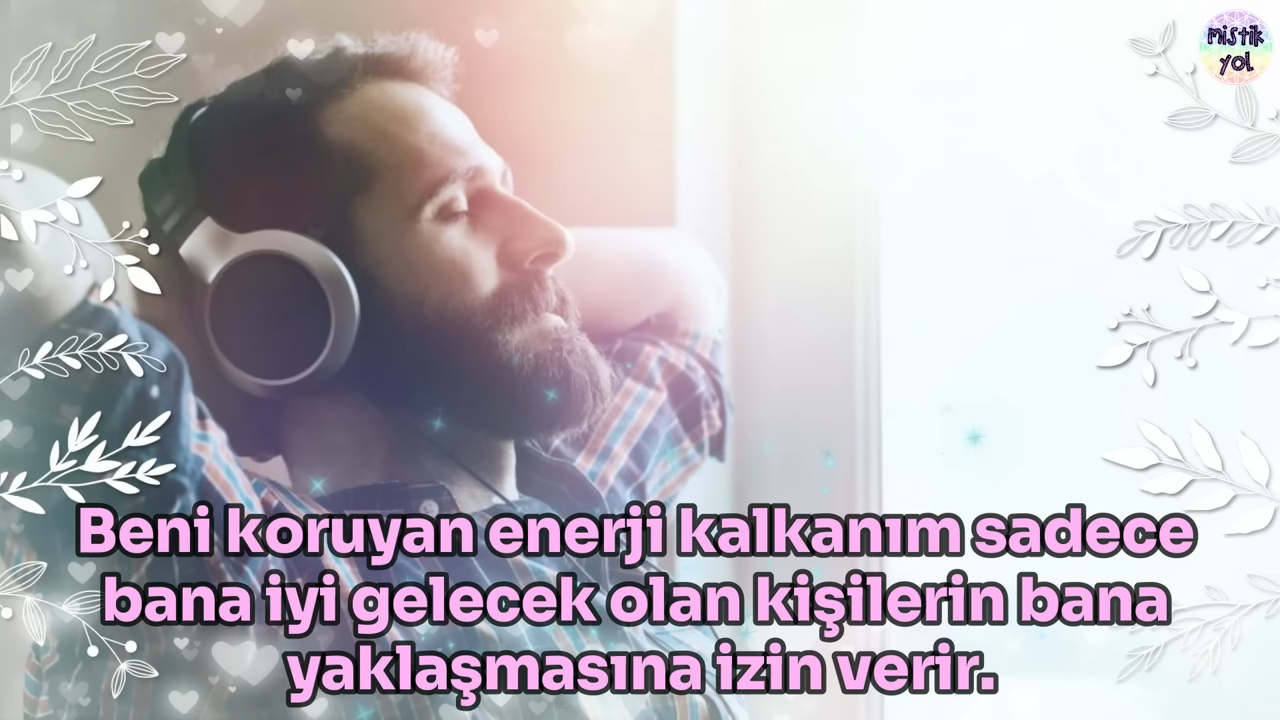 mistik
yol
Beni koruyan enerji kalkanım sadece
bana iyi gelecek olan kişilerin bana
yaklaşmasına izin verir.